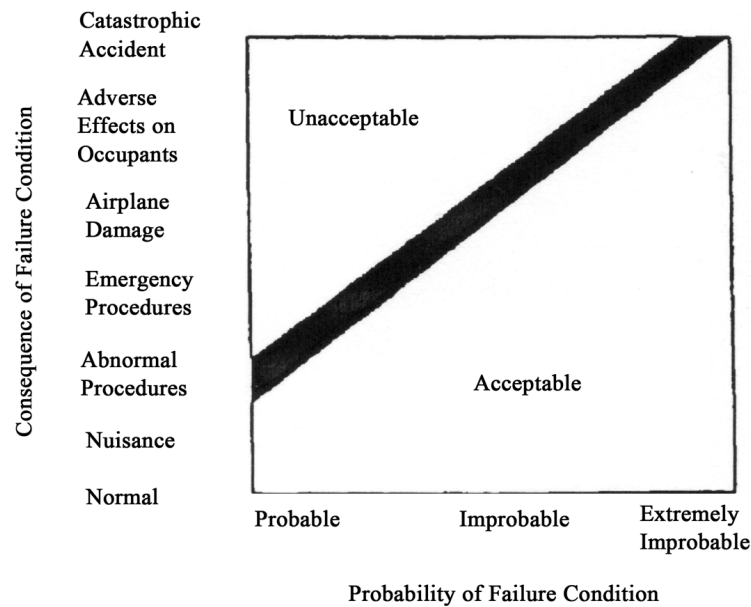 Catastrophic
Accident
Adverse
Effects on
Occupants
Airplane
Damage
Emergency
Procedures
Abnormal
Procedures
Nuisance
Normal
Consequence of Failure Condition
Unacceptable
Acceptable
Probable
Improbable
Extremely
Improbable
Probability of Failure Condition